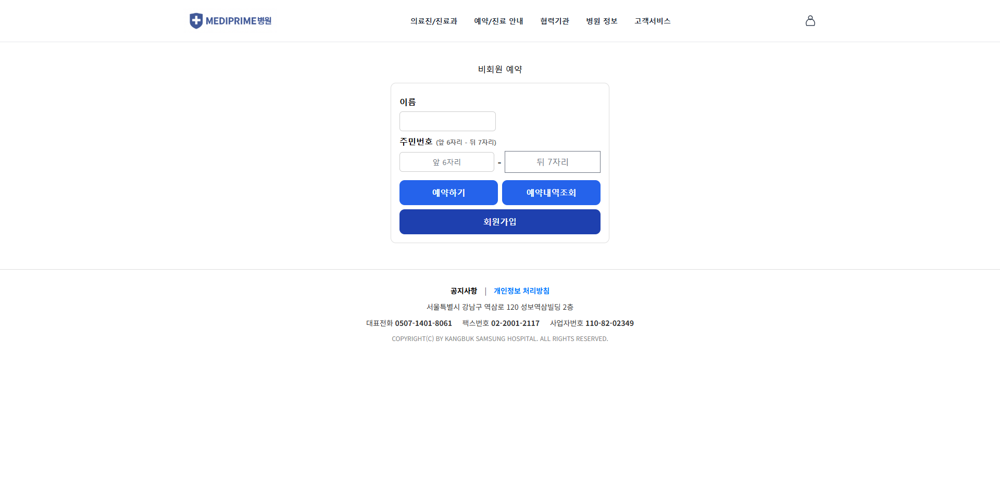 MEDIPRIME병원
의료진/진료과 예약/진료 안내 협력기관 병원 정보 고객서비스
비회원 예약
이름
주민번호 (앞 6자리 - 뒤 7자리)
앞 6자리 - 뒤 7자리
예약하기 예약내역조회
회원가입
공지사항 | 개인정보 처리방침
서울특별시 강남구 역삼로 120 성보역삼빌딩 2층
대표전화 0507-1401-8061 팩스번호 02-2001-2117 사업자번호 110-82-02349
COPYRIGHT(C) BY KANGBUK SAMSUNG HOSPITAL. ALL RIGHTS RESERVED.